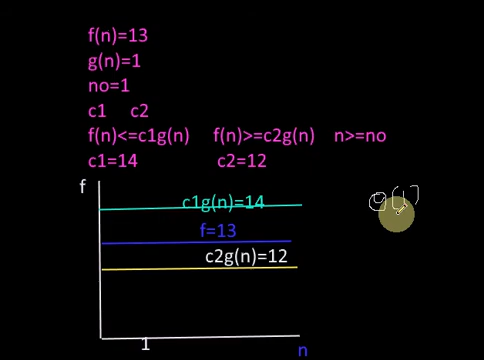 f(n)=13
g(n)=1
no=1
c1 c2
f(n)<=c1g(n) f(n)>=c2g(n) n>=no
c1=14 c2=12
f
c1g(n)=14
f=13
c2g(n)=12
1
n